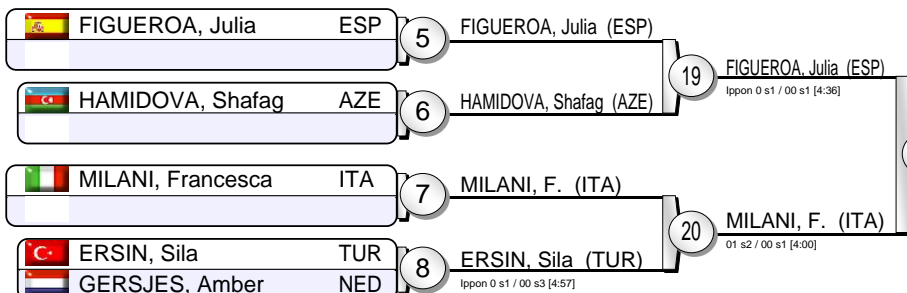 FIGUEROA, Julia ESP
5
FIGUEROA, Julia (ESP)
HAMIDOVA, Shafag AZE
6
HAMIDOVA, Shafag (AZE)
19
FIGUEROA, Julia (ESP)
Ippon 0 s1 / 00 s1 [4:36]
MILANI, Francesca ITA
7
MILANI, F. (ITA)
ERSIN, Sila TUR
GERSJES, Amber NED
8
ERSIN, Sila (TUR)
Ippon 0 s1 / 00 s3 [4:57]
20
MILANI, F. (ITA)
01 s2 / 00 s1 [4:00]